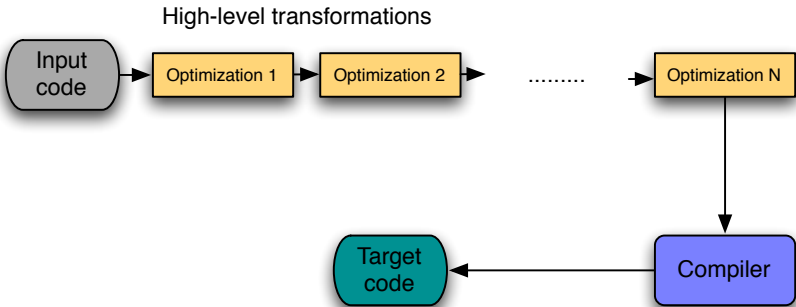 High-level transformations
Input
code
Optimization 1
Optimization 2
.........
Optimization N
Target
code
Compiler